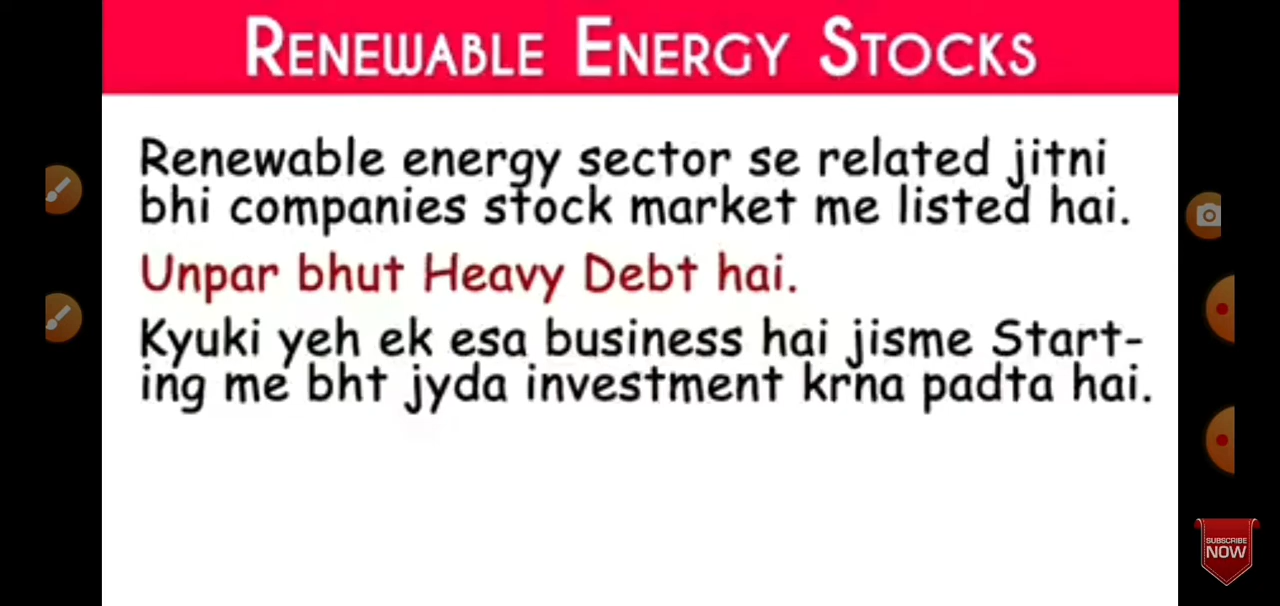 RENEWABLE ENERGY STOCKS
Renewable energy sector se related jitni
bhi companies stock market me listed hai.
Unpar bhut Heavy Debt hai.
Kyuki yeh ek esa business hai jisme Start-
ing me bht jyda investment krna padta hai.
SUBSCRIBE
NOW